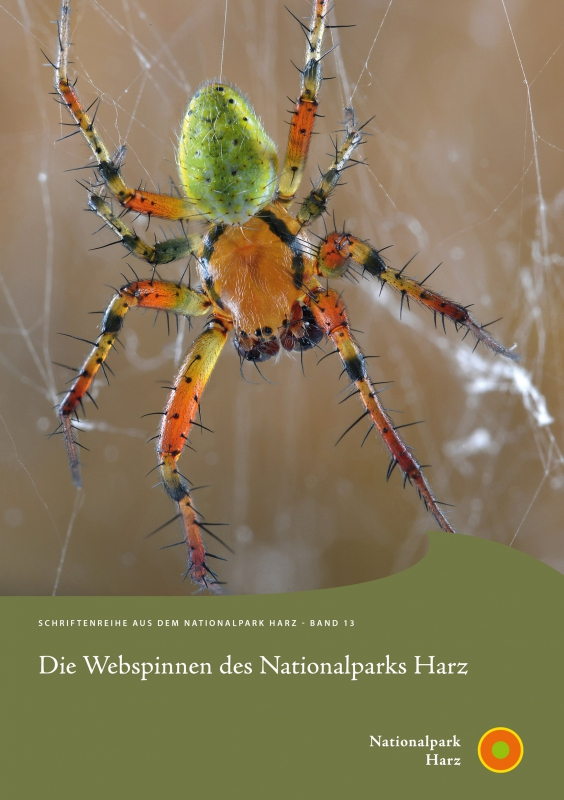 SCHRIFTENREIHE AUS DEM NATIONALPARK HARZ - BAND 13
Die Webspinnen des Nationalparks Harz
Nationalpark
Harz